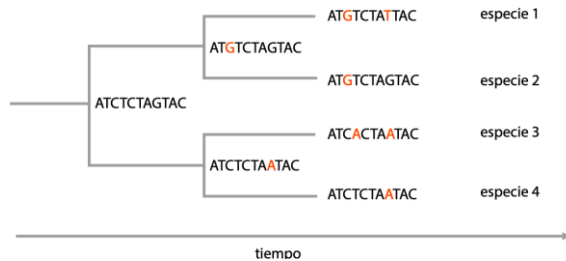 ATGTCTATTAC especie 1
ATGTCTAGTAC
ATGTCTAGTAC especie 2
ATCTCTAGTAC
ATCACTAATAC especie 3
ATCTCTAATAC
ATCTCTAATAC especie 4
tiempo